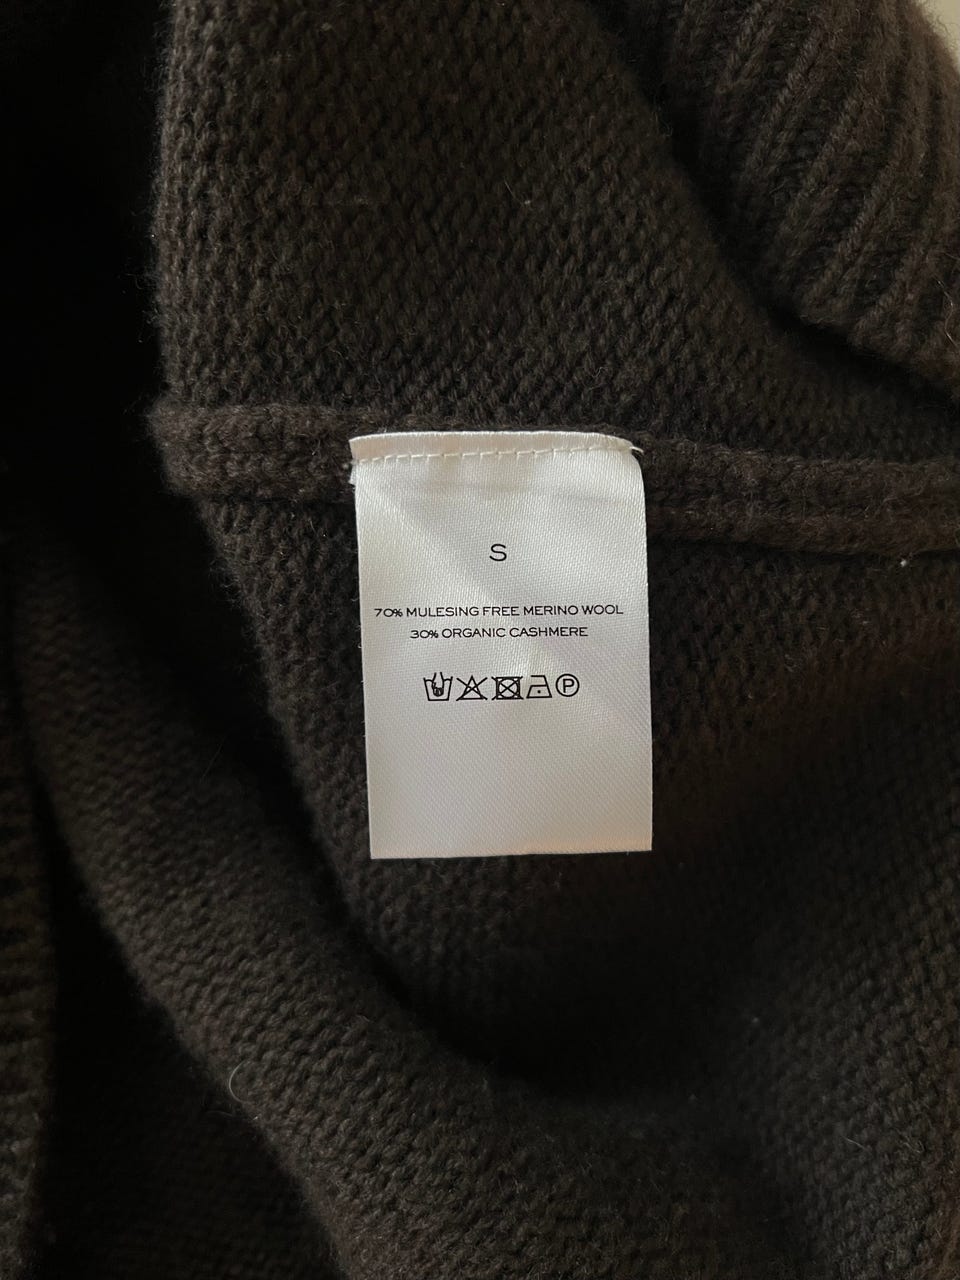 S
70% MULESING FREE MERINO WOOL
30% ORGANIC CASHMERE
P